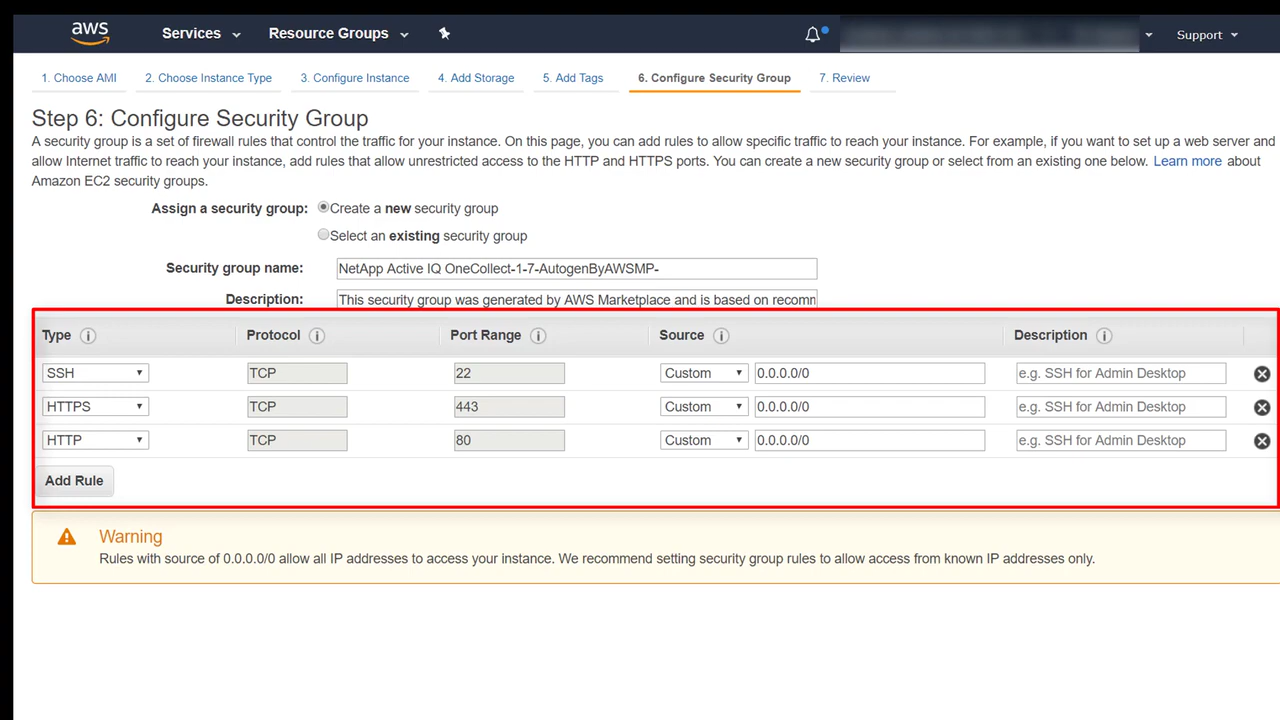 aws Services Resource Groups Support
1. Choose AMI 2. Choose Instance Type 3. Configure Instance 4. Add Storage 5. Add Tags 6. Configure Security Group 7. Review
Step 6: Configure Security Group
A security group is a set of firewall rules that control the traffic for your instance. On this page, you can add rules to allow specific traffic to reach your instance. For example, if you want to set up a web server and
allow Internet traffic to reach your instance, add rules that allow unrestricted access to the HTTP and HTTPS ports. You can create a new security group or select from an existing one below. Learn more about
Amazon EC2 security groups.
Assign a security group: Create a new security group
Select an existing security group
Security group name: NetApp Active IQ OneCollect-1-7-AutogenByAWSMP-
Description: This security group was generated by AWS Marketplace and is based on recomm
Type i Protocol i Port Range i Source i Description i
SSH TCP 22 Custom 0.0.0.0/0 e.g. SSH for Admin Desktop
HTTPS TCP 443 Custom 0.0.0.0/0 e.g. SSH for Admin Desktop
HTTP TCP 80 Custom 0.0.0.0/0 e.g. SSH for Admin Desktop
Add Rule
Warning
Rules with source of 0.0.0.0/0 allow all IP addresses to access your instance. We recommend setting security group rules to allow access from known IP addresses only.